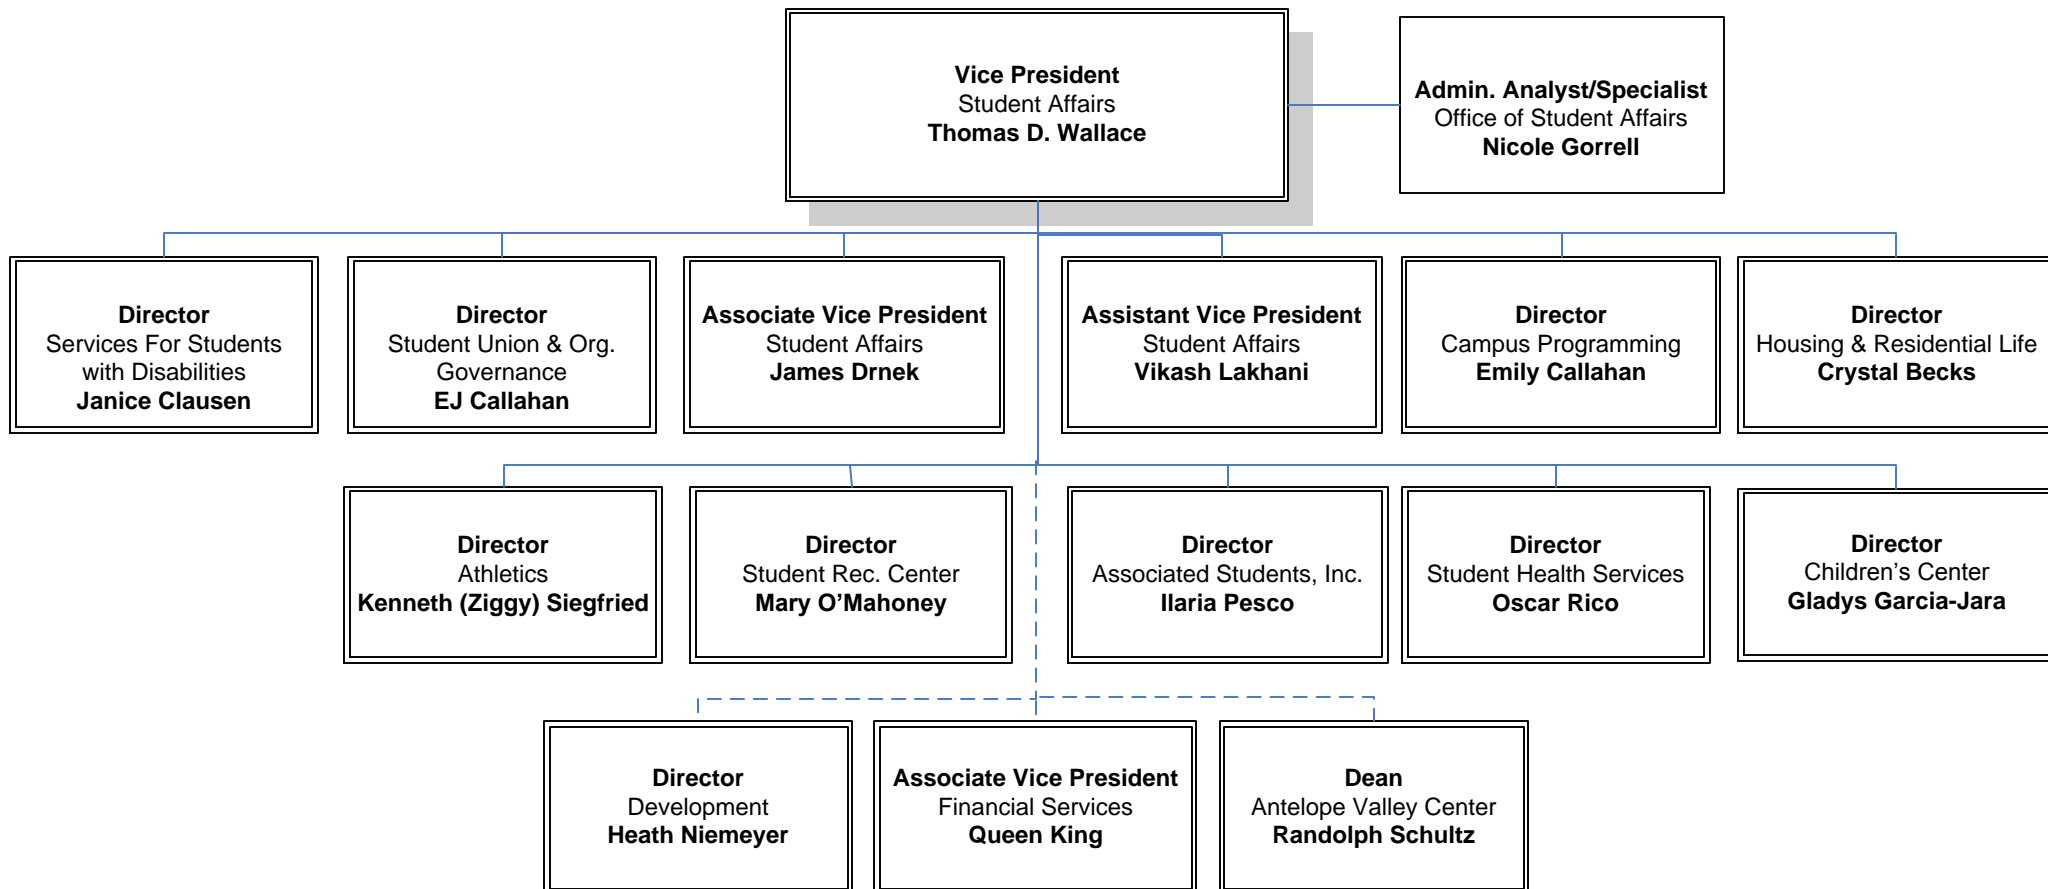 Vice President
Student Affairs
Thomas D. Wallace
Admin. Analyst/Specialist
Office of Student Affairs
Nicole Gorrell
Director
Services For Students
with Disabilities
Janice Clausen
Director
Student Union & Org.
Governance
EJ Callahan
Associate Vice President
Student Affairs
James Drnek
Assistant Vice President
Student Affairs
Vikash Lakhani
Director
Campus Programming
Emily Callahan
Director
Housing & Residential Life
Crystal Becks
Director
Athletics
Kenneth (Ziggy) Siegfried
Director
Student Rec. Center
Mary O’Mahoney
Director
Associated Students, Inc.
Ilaria Pesco
Director
Student Health Services
Oscar Rico
Director
Children’s Center
Gladys Garcia-Jara
Director
Development
Heath Niemeyer
Associate Vice President
Financial Services
Queen King
Dean
Antelope Valley Center
Randolph Schultz